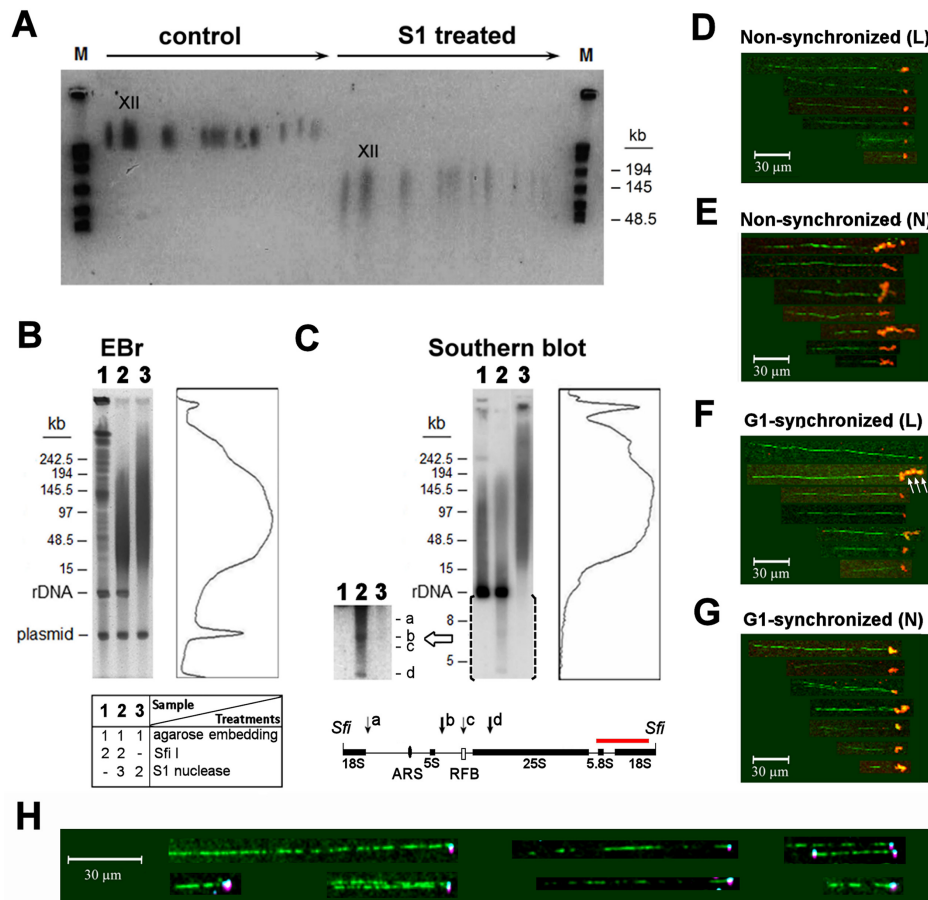 A
control
S1 treated
M
M
XII
XII
kb
194
145
48.5
B
EBr
1 2 3
kb
242.5
194
145.5
97
48.5
15
rDNA
plasmid
1 2 3 Sample Treatments
1 1 1 agarose embedding
2 2 - Sfi I
- 3 2 S1 nuclease
C
Southern blot
1 2 3
kb
242.5
194
145.5
97
48.5
15
rDNA
8
5
1 2 3
a
b
c
d
Sfi a b c d Sfi
18S ARS 5S RFB 25S 5.8S 18S
D
Non-synchronized (L)
30 µm
E
Non-synchronized (N)
30 µm
F
G1-synchronized (L)
30 µm
G
G1-synchronized (N)
30 µm
H
30 µm